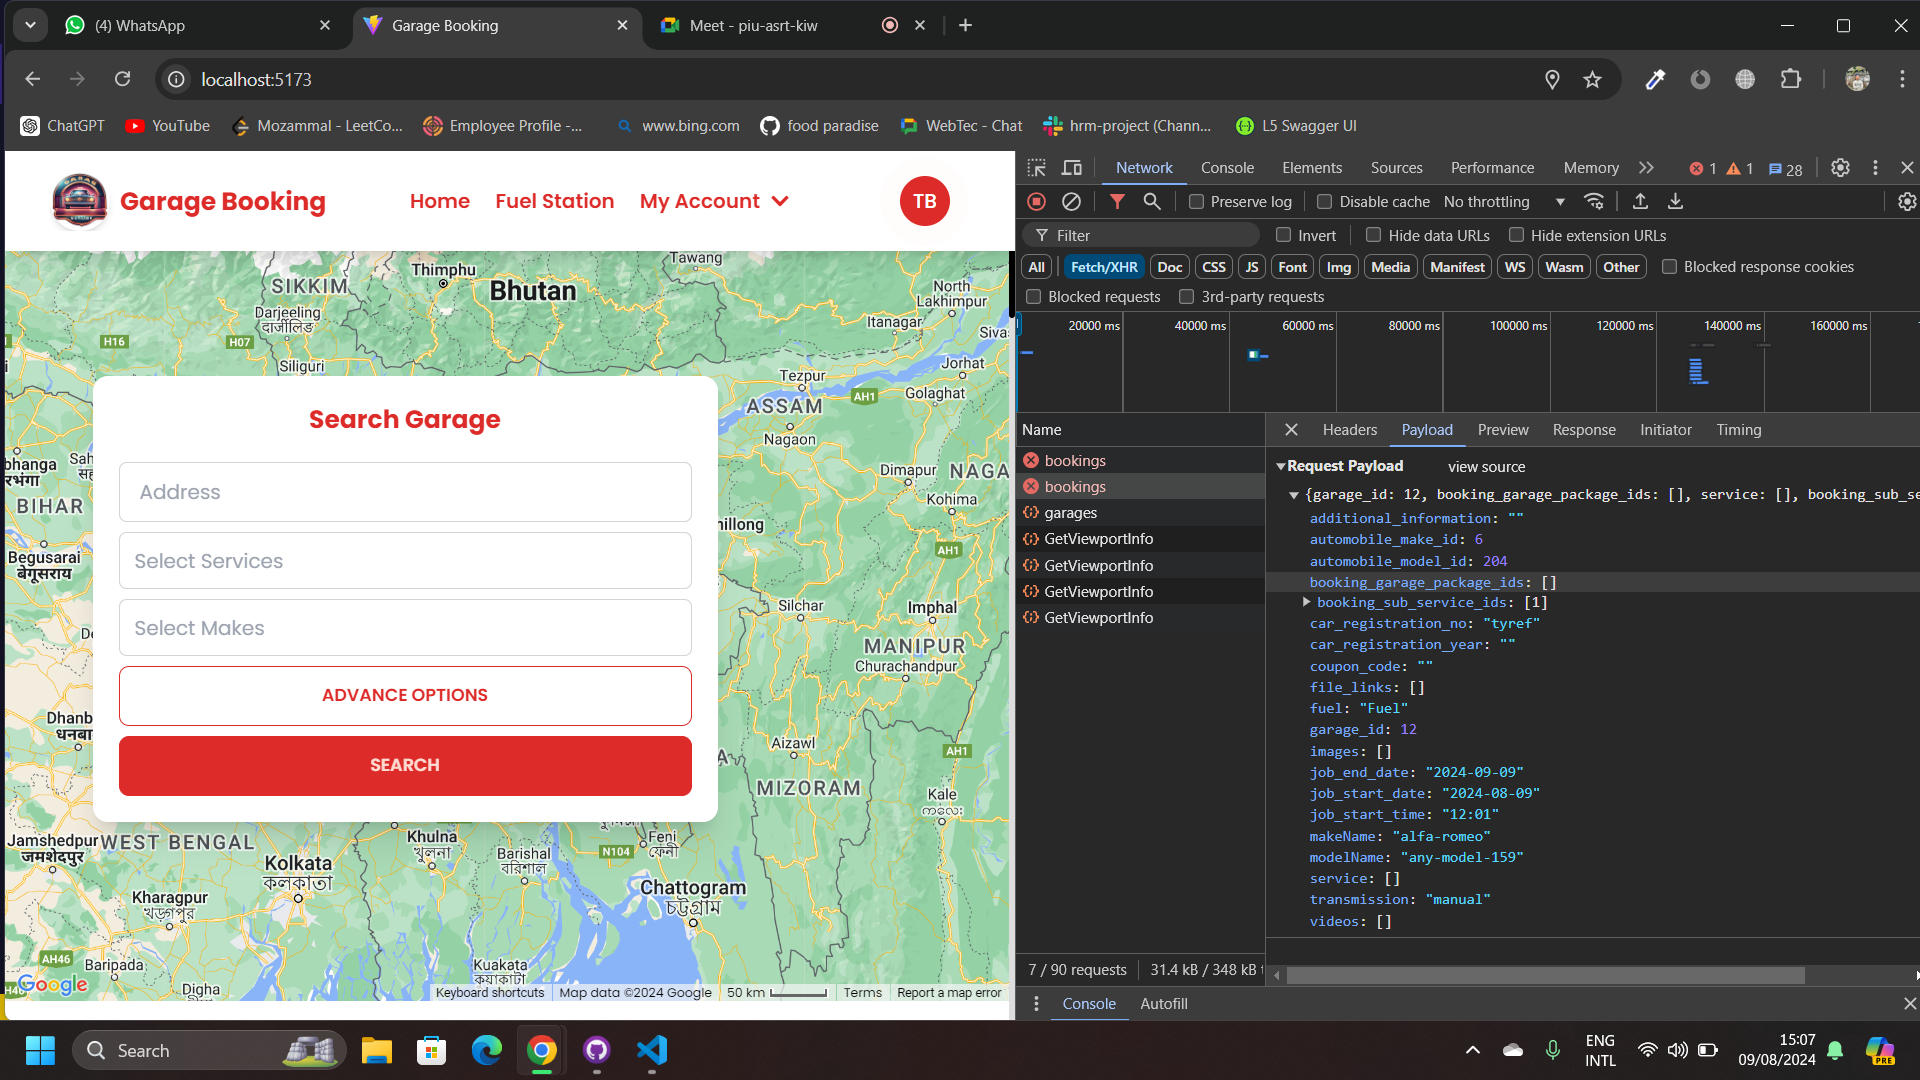 (4) WhatsApp
Garage Booking
Meet - piu-asrt-kiw
localhost:5173
ChatGPT
YouTube
Mozammal - LeetCo...
Employee Profile -...
www.bing.com
food paradise
WebTec - Chat
hrm-project (Chann...
L5 Swagger UI
Garage Booking
Home
Fuel Station
My Account
TB
Thimphu
Tawang
SIKKIM
Bhutan
North
Lakhimpur
Darjeeling
দার্জীলিঙ
Itanagar
Sivas
H16
H07
Siliguri
Tezpur
Jorhat
ASSAM
AH1
Golaghat
Nagaon
Dimapur
NAGA
Kohima
bhanga
রभंगा
BIHAR
hillong
Begusarai
बेगूसराय
AH1
Silchar
Imphal
MANIPUR
Churachandpur
Dhanb
धनबा
Aizawl
AH1
MIZORAM
Kale
ကလေး
Jamshedpur
जमशेदपुर
WEST BENGAL
Khulna
খুলনা
Feni
ফেনী
N104
Barishal
বরিশাল
Kolkata
কলকাতা
Chattogram
চট্টগ্রাম
Kharagpur
খড়্গপুর
AH46
Baripada
Kuakata
কুয়াকাটা
Digha
Google
Keyboard shortcuts
Map data ©2024 Google
50 km
Terms
Report a map error
Search Garage
Address
Select Services
Select Makes
ADVANCE OPTIONS
SEARCH
Network
Console
Elements
Sources
Performance
Memory
1
1
28
Preserve log
Disable cache
No throttling
Filter
Invert
Hide data URLs
Hide extension URLs
All
Fetch/XHR
Doc
CSS
JS
Font
Img
Media
Manifest
WS
Wasm
Other
Blocked response cookies
Blocked requests
3rd-party requests
20000 ms
40000 ms
60000 ms
80000 ms
100000 ms
120000 ms
140000 ms
160000 ms
Name
bookings
bookings
garages
GetViewportInfo
GetViewportInfo
GetViewportInfo
GetViewportInfo
7 / 90 requests
31.4 kB / 348 kB
Headers
Payload
Preview
Response
Initiator
Timing
Request Payload
view source
{garage_id: 12, booking_garage_package_ids: [], service: [], booking_sub_se
additional_information: ""
automobile_make_id: 6
automobile_model_id: 204
booking_garage_package_ids: []
booking_sub_service_ids: [1]
car_registration_no: "tyref"
car_registration_year: ""
coupon_code: ""
file_links: []
fuel: "Fuel"
garage_id: 12
images: []
job_end_date: "2024-09-09"
job_start_date: "2024-08-09"
job_start_time: "12:01"
makeName: "alfa-romeo"
modelName: "any-model-159"
service: []
transmission: "manual"
videos: []
Console
Autofill
Search
ENG
INTL
15:07
09/08/2024
PRE